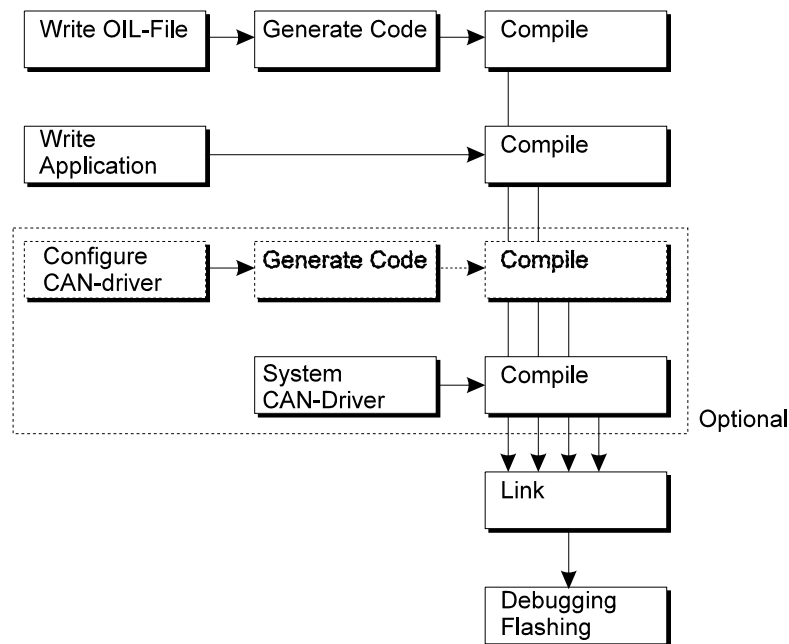 Write OIL-File
Generate Code
Compile
Write
Application
Compile
Configure
CAN-driver
Generate Code
Compile
System
CAN-Driver
Compile
Optional
Link
Debugging
Flashing